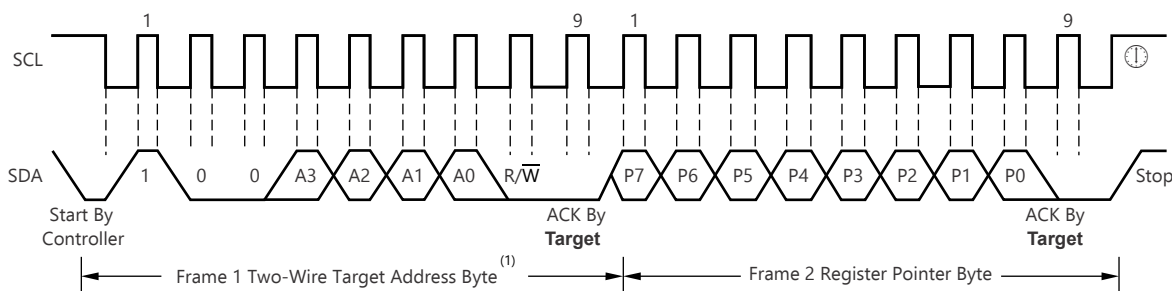 1 9 1 9
SCL
SDA 1 0 0 A3 A2 A1 A0 R/W̅ P7 P6 P5 P4 P3 P2 P1 P0 Stop
Start By ACK By ACK By
Controller Target Target
Frame 1 Two-Wire Target Address Byte (1) Frame 2 Register Pointer Byte